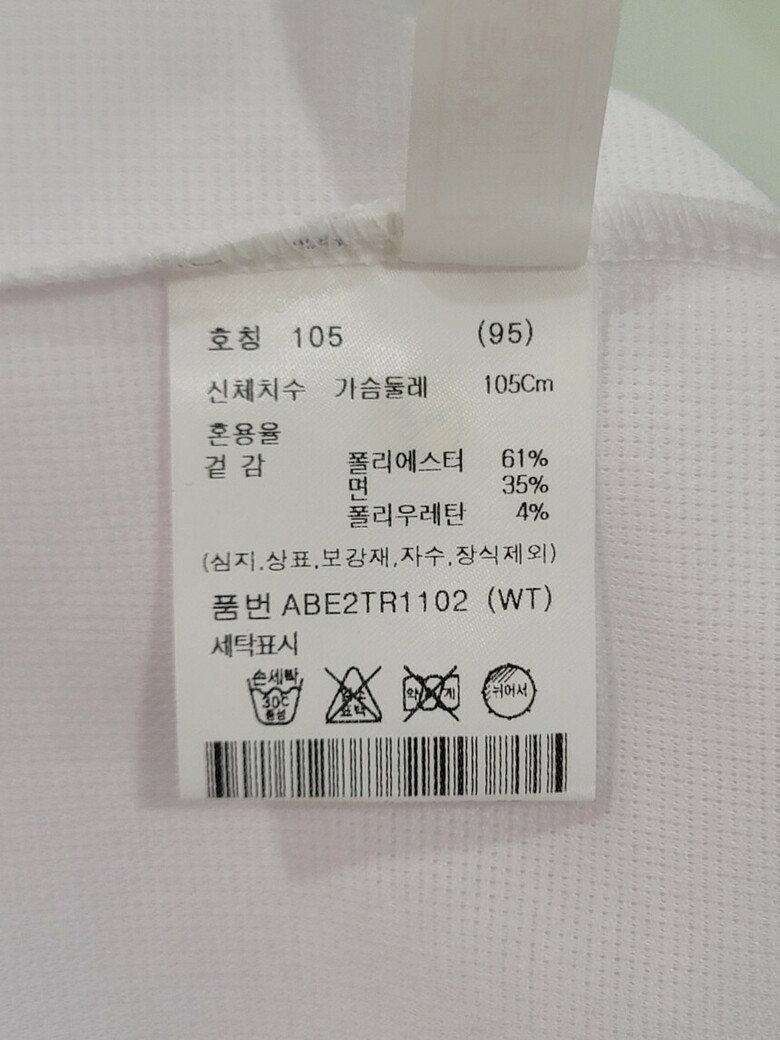 호칭 105 (95)
신체치수 가슴둘레 105Cm
혼용율
겉 감 폴리에스터 61%
면 35%
폴리우레탄 4%
(심지,상표,보강재,자수,장식제외)
품번 ABE2TR1102 (WT)
세탁표시
손세탁
30℃
중성
염소
표백
약하게
뉘어서